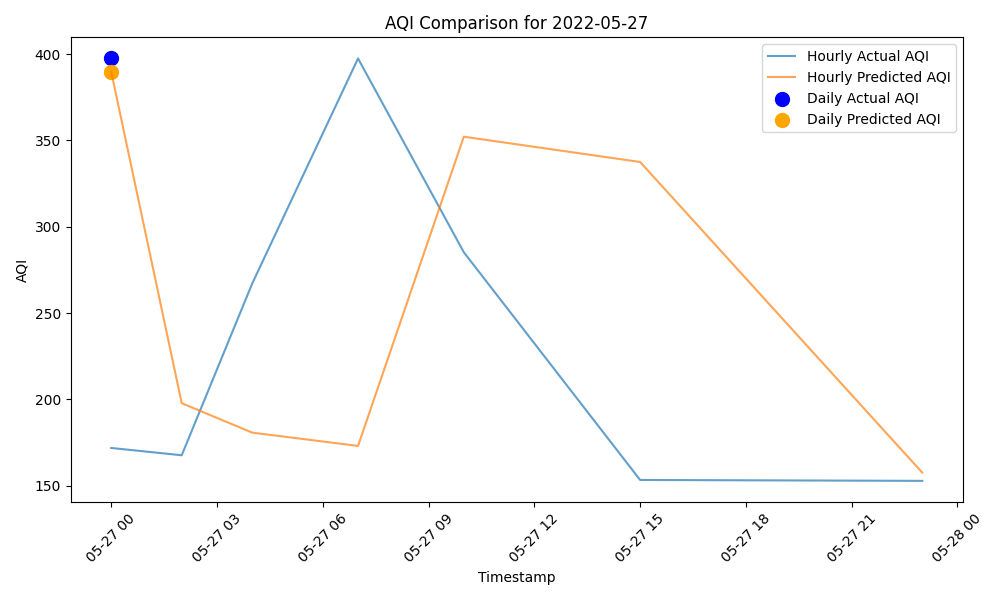 AQI Comparison for 2022-05-27
Hourly Actual AQI
Hourly Predicted AQI
Daily Actual AQI
Daily Predicted AQI
AQI
400
350
300
250
200
150
05-27 00
05-27 03
05-27 06
05-27 09
05-27 12
05-27 15
05-27 18
05-27 21
05-28 00
Timestamp